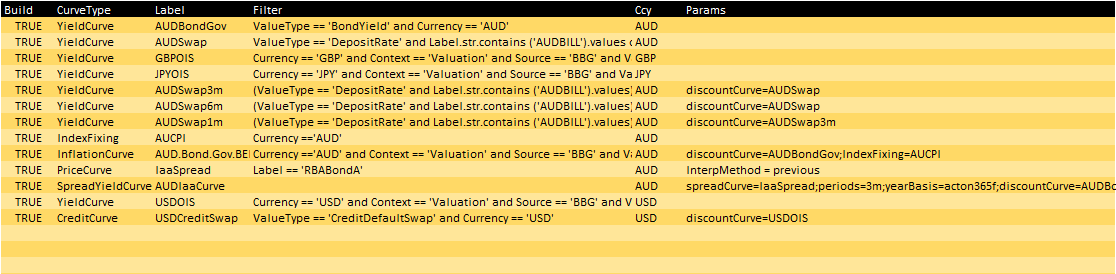 Build CurveType Label Filter Ccy Params
TRUE YieldCurve AUDBondGov ValueType == 'BondYield' and Currency == 'AUD' AUD
TRUE YieldCurve AUDSwap ValueType == 'DepositRate' and Label.str.contains ('AUDBILL').values AUD
TRUE YieldCurve GBPOIS Currency == 'GBP' and Context == 'Valuation' and Source == 'BBG' and V GBP
TRUE YieldCurve JPYOIS Currency == 'JPY' and Context == 'Valuation' and Source == 'BBG' and Va JPY
TRUE YieldCurve AUDSwap3m (ValueType == 'DepositRate' and Label.str.contains ('AUDBILL').values) AUD discountCurve=AUDSwap
TRUE YieldCurve AUDSwap6m (ValueType == 'DepositRate' and Label.str.contains ('AUDBILL').values) AUD discountCurve=AUDSwap
TRUE YieldCurve AUDSwap1m (ValueType == 'DepositRate' and Label.str.contains ('AUDBILL').values) AUD discountCurve=AUDSwap3m
TRUE IndexFixing AUCPI Currency =='AUD' AUD
TRUE InflationCurve AUD.Bond.Gov.BEI Currency =='AUD' and Context == 'Valuation' and Source == 'BBG' and Va AUD discountCurve=AUDBondGov;IndexFixing=AUCPI
TRUE PriceCurve IaaSpread Label == 'RBABondA' AUD InterpMethod = previous
TRUE SpreadYieldCurve AUDIaaCurve AUD spreadCurve=IaaSpread;periods=3m;yearBasis=acton365f;discountCurve=AUDBo
TRUE YieldCurve USDOIS Currency == 'USD' and Context == 'Valuation' and Source == 'BBG' and V USD
TRUE CreditCurve USDCreditSwap ValueType == 'CreditDefaultSwap' and Currency == 'USD' USD discountCurve=USDOIS